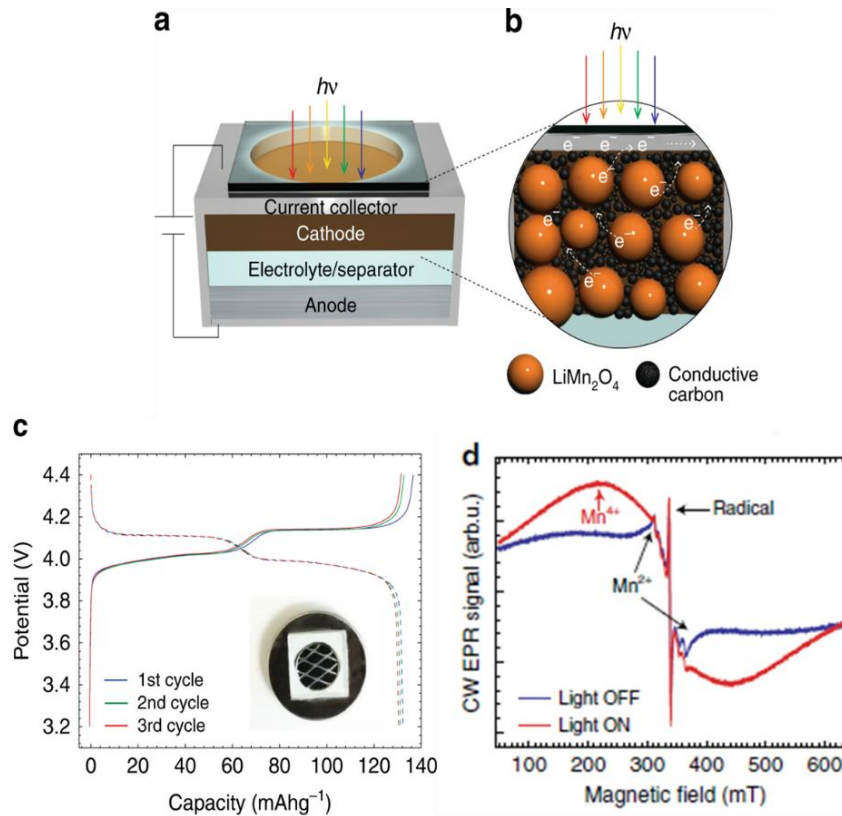 a
hν
Current collector
Cathode
Electrolyte/separator
Anode
b
hν
e⁻ e⁻ e⁻ e⁻
e⁻
e⁻
e⁻
e⁻
e⁻
LiMn₂O₄
Conductive
carbon
c
4.4
4.2
4.0
3.8
3.6
3.4
3.2
Potential (V)
1st cycle
2nd cycle
3rd cycle
0 20 40 60 80 100 120 140
Capacity (mAhg⁻¹)
d
CW EPR signal (arb.u.)
Mn⁴⁺
Radical
Mn²⁺
Light OFF
Light ON
100 200 300 400 500 600
Magnetic field (mT)